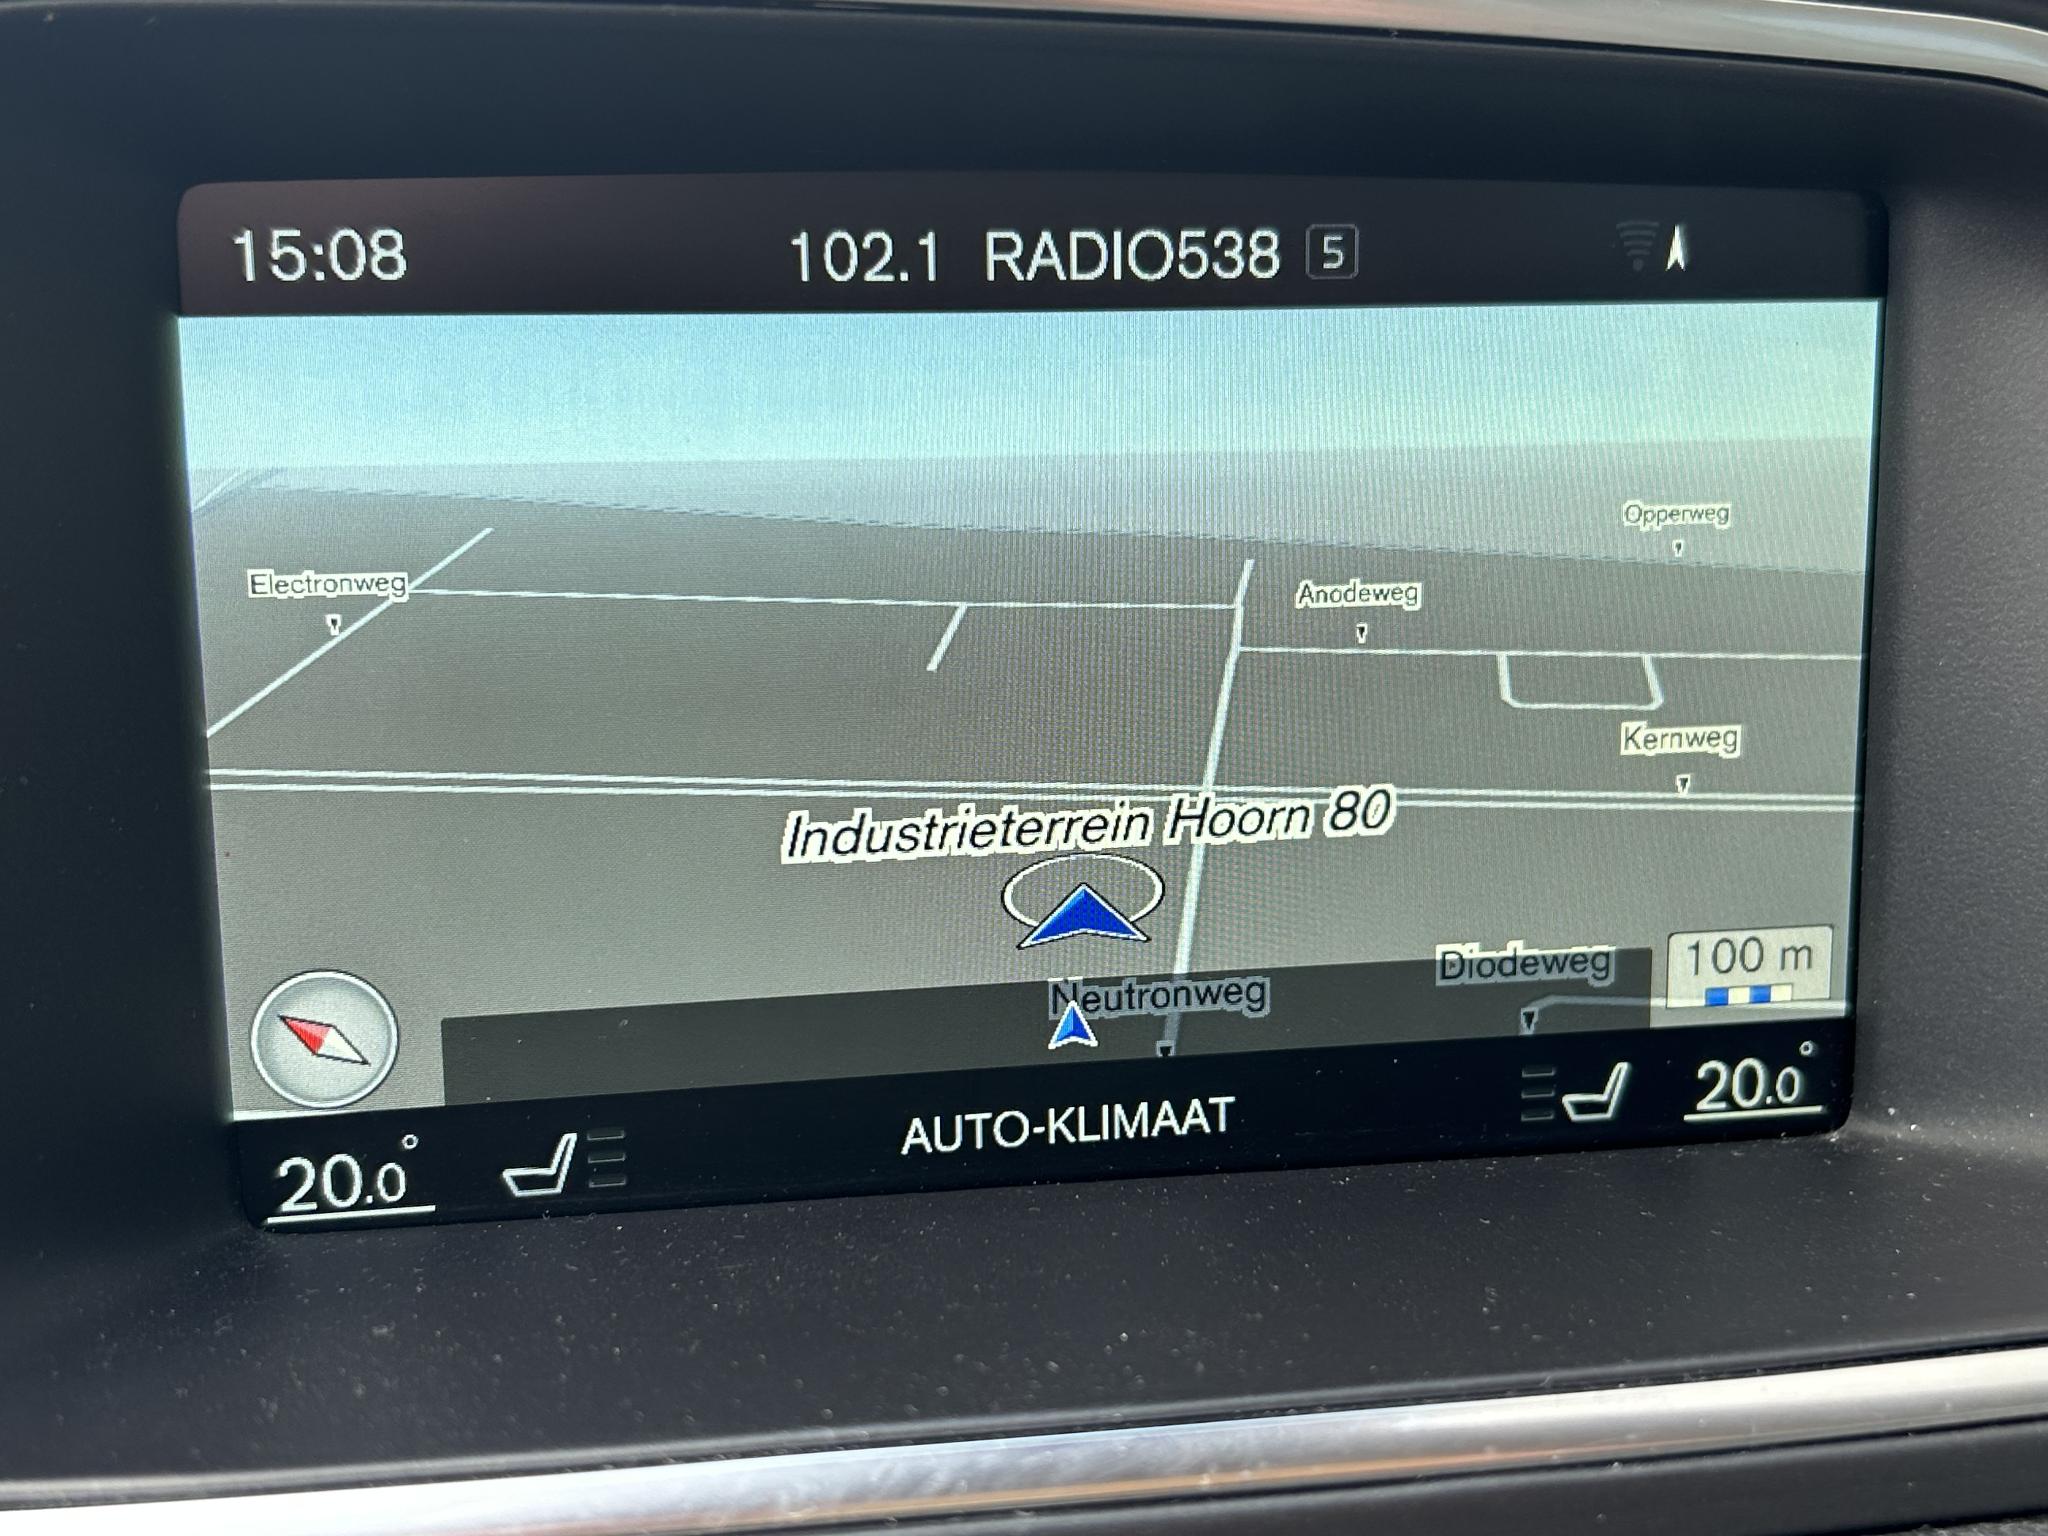 15:08
102.1 RADIO538 5
Opperweg
Electronweg
Anodeweg
Kernweg
Industrieterrein Hoorn 80
Diodeweg
100 m
Neutronweg
20.0°
AUTO-KLIMAAT
20.0°